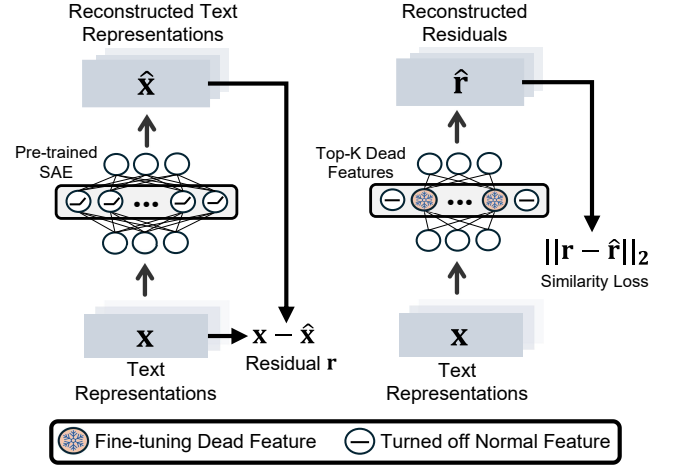 Reconstructed Text
Representations
x̂
Pre-trained
SAE
•••
x
x − x̂
Residual r
Text
Representations
Reconstructed
Residuals
r̂
Top-K Dead
Features
•••
||r − r̂||₂
Similarity Loss
x
Text
Representations
Fine-tuning Dead Feature
Turned off Normal Feature